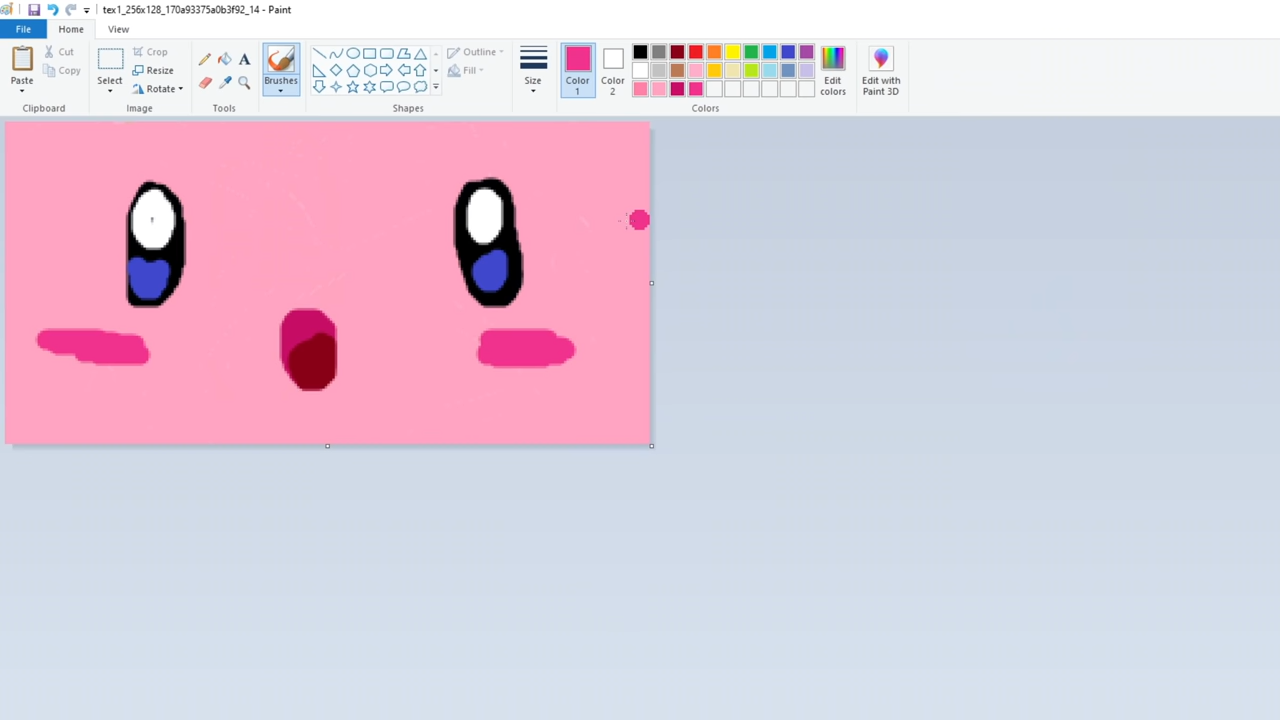 tex1_256x128_170a93375a0b3f92_14 - Paint
File Home View
Paste
Cut
Copy
Clipboard
Select
Crop
Resize
Rotate
Image
Tools
Brushes
Shapes
Outline
Fill
Size
Color 1
Color 2
Edit colors
Colors
Edit with Paint 3D